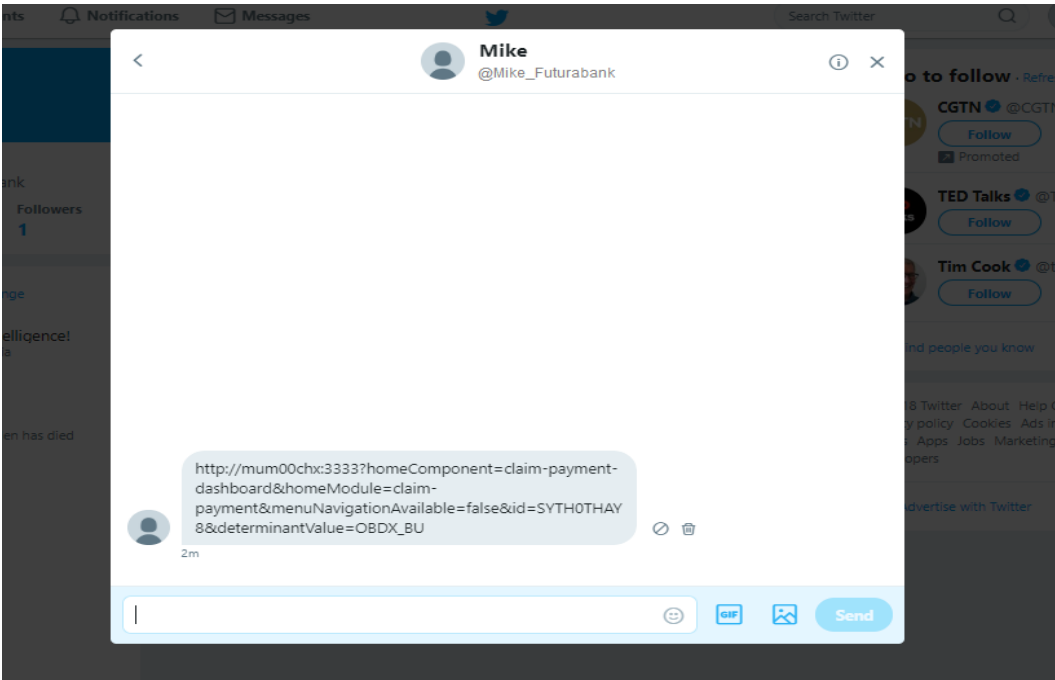 nts Notifications Messages Search Twitter
Mike
@Mike_Futurabank
o to follow · Refre
CGTN @CGTN
Follow
Promoted
ank
Followers
1
TED Talks @T
Follow
nge
Tim Cook @t
Follow
elligence!
ind people you know
18 Twitter About Help C
y policy Cookies Ads in
s Apps Jobs Marketing
opers
en has died
http://mum00chx:3333?homeComponent=claim-payment-
dashboard&homeModule=claim-
payment&menuNavigationAvailable=false&id=SYTH0THAY
8&determinantValue=OBDX_BU
2m
dvertise with Twitter
GIF
Send